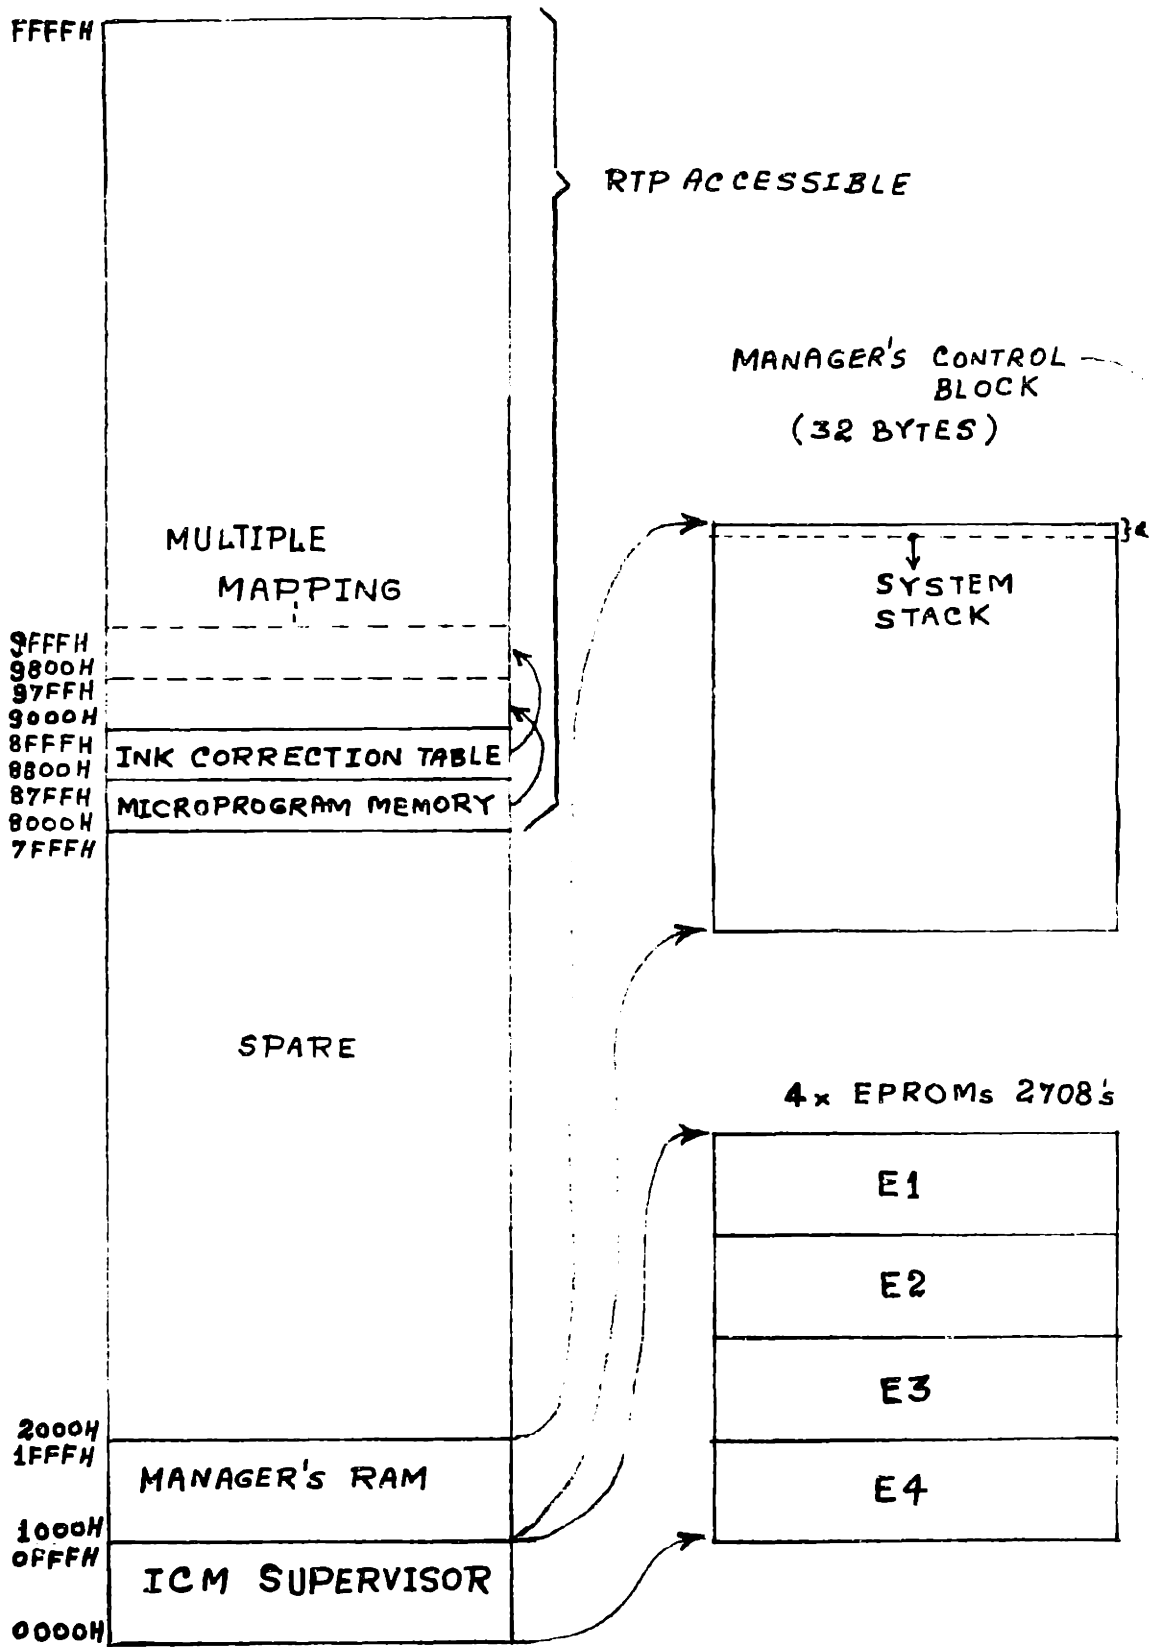 FFFFH
RTP ACCESSIBLE
MANAGER'S CONTROL
BLOCK
(32 BYTES)
MULTIPLE
MAPPING
SYSTEM
STACK
9FFFH
9800H
97FFH
9000H
8FFFH
INK CORRECTION TABLE
8800H
87FFH
MICROPROGRAM MEMORY
8000H
7FFFH
SPARE
4x EPROMs 2708's
E1
E2
E3
E4
2000H
1FFFH
MANAGER'S RAM
1000H
0FFFH
ICM SUPERVISOR
0000H